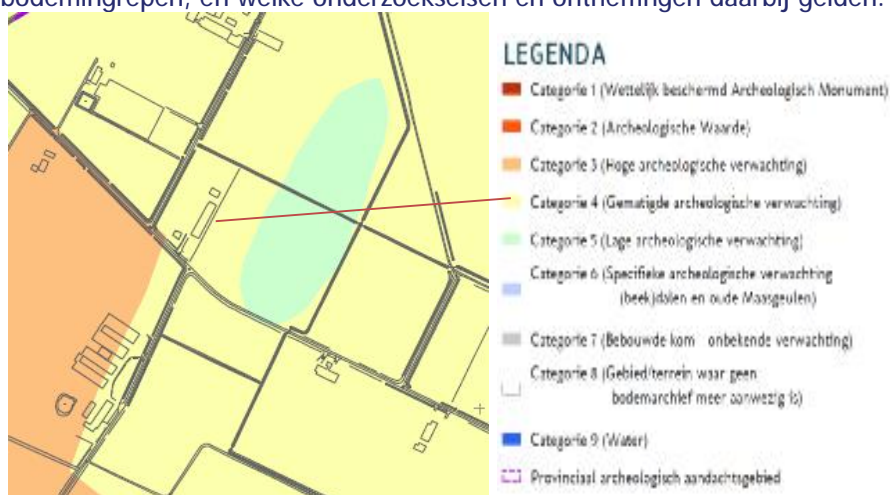 bodemingrepen, en welke onderzoekseisen en ontheffingen daarbij gelden.
LEGENDA
Categorie 1 (Wettelijk beschermd Archeologisch Monument)
Categorie 2 (Archeologische Waarde)
Categorie 3 (Hoge archeologische verwachting)
Categorie 4 (Gematigde archeologische verwachting)
Categorie 5 (Lage archeologische verwachting)
Categorie 6 (Specifieke archeologische verwachting
(beek)dalen en oude Maasgeulen)
Categorie 7 (Bebouwde kom onbekende verwachting)
Categorie 8 (Gebied/terrein waar geen
bodemarchief meer aanwezig is)
Categorie 9 (Water)
Provinciaal archeologisch aandachtsgebied